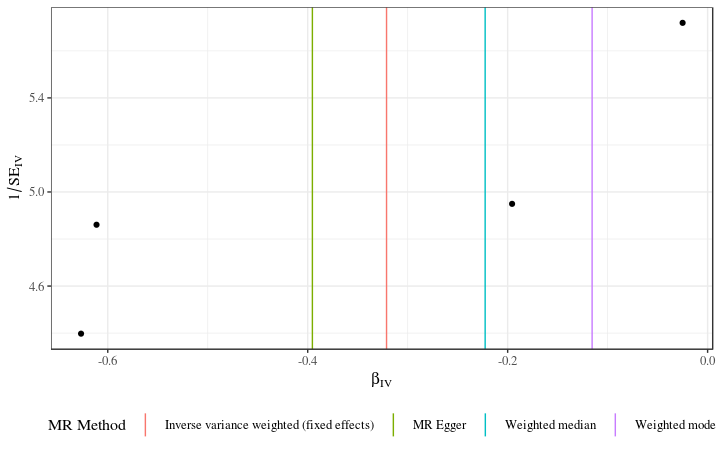 5.4
5.0
4.6
1/SE_IV
-0.6 -0.4 -0.2 0.0
β_IV
MR Method Inverse variance weighted (fixed effects) MR Egger Weighted median Weighted mode